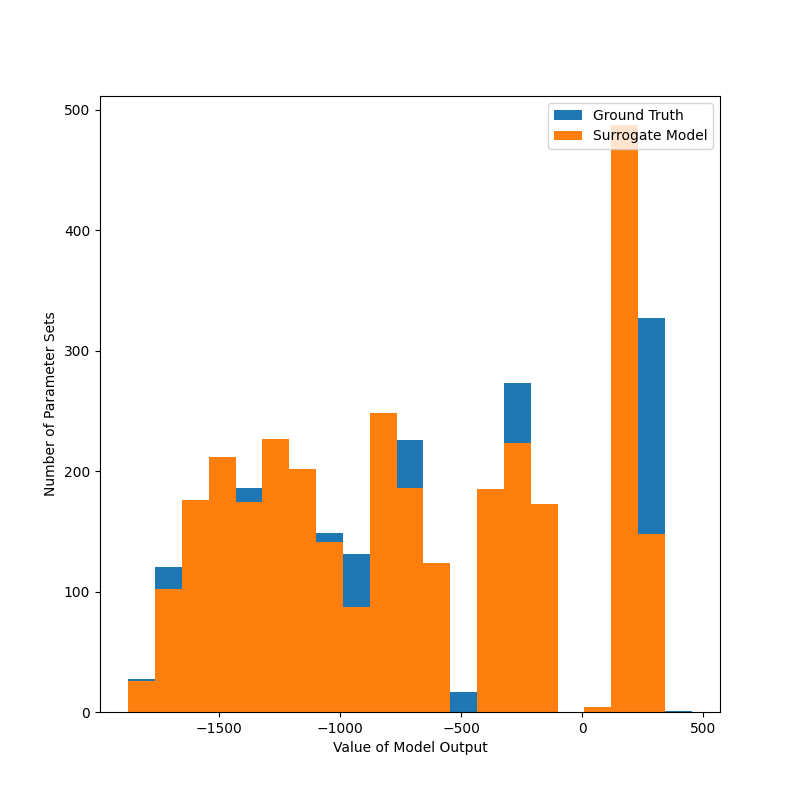 Ground Truth
Surrogate Model
500
400
300
200
100
0
Number of Parameter Sets
−1500
−1000
−500
0
500
Value of Model Output